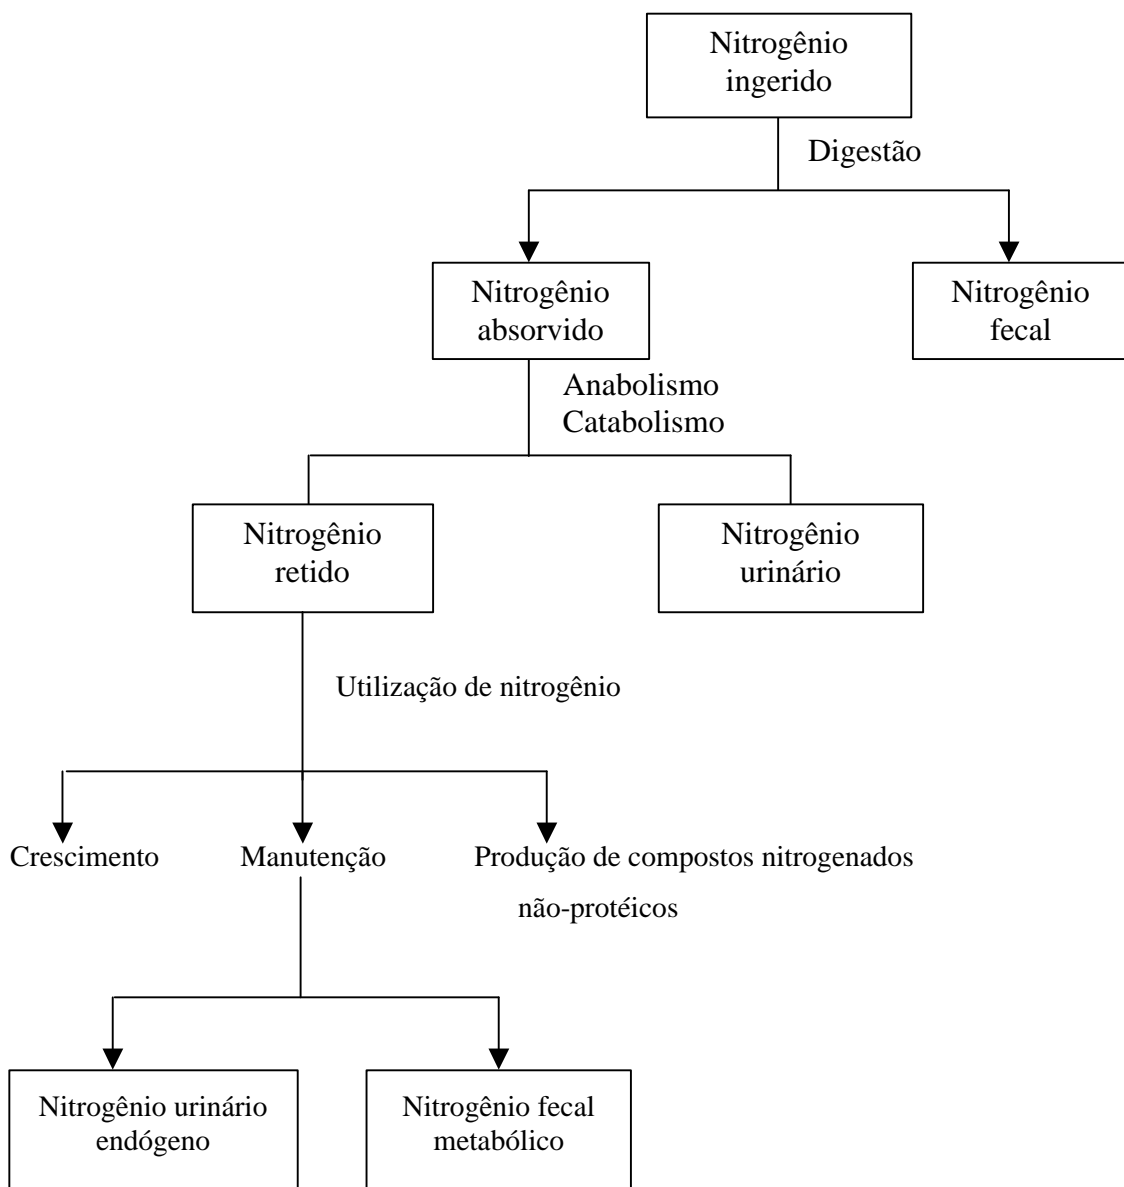 Nitrogênio
ingerido
Digestão
Nitrogênio
absorvido
Nitrogênio
fecal
Anabolismo
Catabolismo
Nitrogênio
retido
Nitrogênio
urinário
Utilização de nitrogênio
Crescimento
Manutenção
Produção de compostos nitrogenados
não-protéicos
Nitrogênio urinário
endógeno
Nitrogênio fecal
metabólico